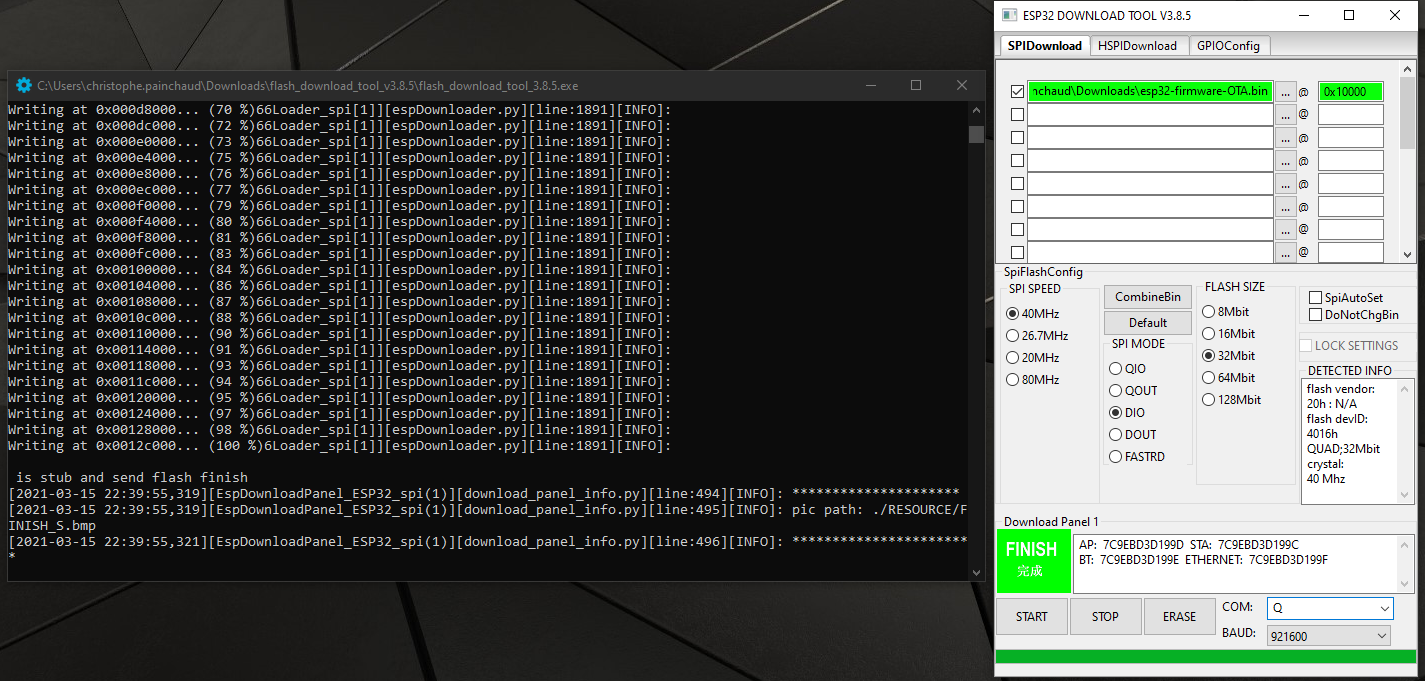 C:\Users\christophe.painchaud\Downloads\flash_download_tool_v3.8.5\flash_download_tool_3.8.5.exe
Writing at 0x000d8000... (70 %)66Loader_spi[1]][espDownloader.py][line:1891][INFO]:
Writing at 0x000dc000... (72 %)66Loader_spi[1]][espDownloader.py][line:1891][INFO]:
Writing at 0x000e0000... (73 %)66Loader_spi[1]][espDownloader.py][line:1891][INFO]:
Writing at 0x000e4000... (75 %)66Loader_spi[1]][espDownloader.py][line:1891][INFO]:
Writing at 0x000e8000... (76 %)66Loader_spi[1]][espDownloader.py][line:1891][INFO]:
Writing at 0x000ec000... (77 %)66Loader_spi[1]][espDownloader.py][line:1891][INFO]:
Writing at 0x000f0000... (79 %)66Loader_spi[1]][espDownloader.py][line:1891][INFO]:
Writing at 0x000f4000... (80 %)66Loader_spi[1]][espDownloader.py][line:1891][INFO]:
Writing at 0x000f8000... (81 %)66Loader_spi[1]][espDownloader.py][line:1891][INFO]:
Writing at 0x000fc000... (83 %)66Loader_spi[1]][espDownloader.py][line:1891][INFO]:
Writing at 0x00100000... (84 %)66Loader_spi[1]][espDownloader.py][line:1891][INFO]:
Writing at 0x00104000... (86 %)66Loader_spi[1]][espDownloader.py][line:1891][INFO]:
Writing at 0x00108000... (87 %)66Loader_spi[1]][espDownloader.py][line:1891][INFO]:
Writing at 0x0010c000... (88 %)66Loader_spi[1]][espDownloader.py][line:1891][INFO]:
Writing at 0x00110000... (90 %)66Loader_spi[1]][espDownloader.py][line:1891][INFO]:
Writing at 0x00114000... (91 %)66Loader_spi[1]][espDownloader.py][line:1891][INFO]:
Writing at 0x00118000... (93 %)66Loader_spi[1]][espDownloader.py][line:1891][INFO]:
Writing at 0x0011c000... (94 %)66Loader_spi[1]][espDownloader.py][line:1891][INFO]:
Writing at 0x00120000... (95 %)66Loader_spi[1]][espDownloader.py][line:1891][INFO]:
Writing at 0x00124000... (97 %)66Loader_spi[1]][espDownloader.py][line:1891][INFO]:
Writing at 0x00128000... (98 %)66Loader_spi[1]][espDownloader.py][line:1891][INFO]:
Writing at 0x0012c000... (100 %)6Loader_spi[1]][espDownloader.py][line:1891][INFO]:
is stub and send flash finish
[2021-03-15 22:39:55,319][EspDownloadPanel_ESP32_spi(1)][download_panel_info.py][line:494][INFO]: *********************
[2021-03-15 22:39:55,319][EspDownloadPanel_ESP32_spi(1)][download_panel_info.py][line:495][INFO]: pic path: ./RESOURCE/F
INISH_S.bmp
[2021-03-15 22:39:55,321][EspDownloadPanel_ESP32_spi(1)][download_panel_info.py][line:496][INFO]: **********************
*
ESP32 DOWNLOAD TOOL V3.8.5
SPIDownload HSPIDownload GPIOConfig
nchaud\Downloads\esp32-firmware-OTA.bin ... @ 0x10000
... @
... @
... @
... @
... @
... @
... @
SpiFlashConfig
SPI SPEED
40MHz
26.7MHz
20MHz
80MHz
CombineBin
Default
SPI MODE
QIO
QOUT
DIO
DOUT
FASTRD
FLASH SIZE
8Mbit
16Mbit
32Mbit
64Mbit
128Mbit
SpiAutoSet
DoNotChgBin
LOCK SETTINGS
DETECTED INFO
flash vendor:
20h : N/A
flash devID:
4016h
QUAD;32Mbit
crystal:
40 Mhz
Download Panel 1
FINISH
完成
AP: 7C9EBD3D199D STA: 7C9EBD3D199C
BT: 7C9EBD3D199E ETHERNET: 7C9EBD3D199F
START STOP ERASE
COM: Q
BAUD: 921600